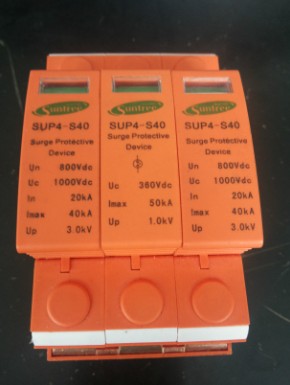 Suntree
SUP4-S40
Surge Protective
Device
Un 800Vdc
Uc 1000Vdc
In 20kA
Imax 40kA
Up 3.0kV
Suntree
SUP4-S40
Surge Protective
Device
Uc 360Vdc
Imax 50kA
Up 1.0kV
Suntree
SUP4-S40
Surge Protective
Device
Un 800Vdc
Uc 1000Vdc
In 20kA
Imax 40kA
Up 3.0kV